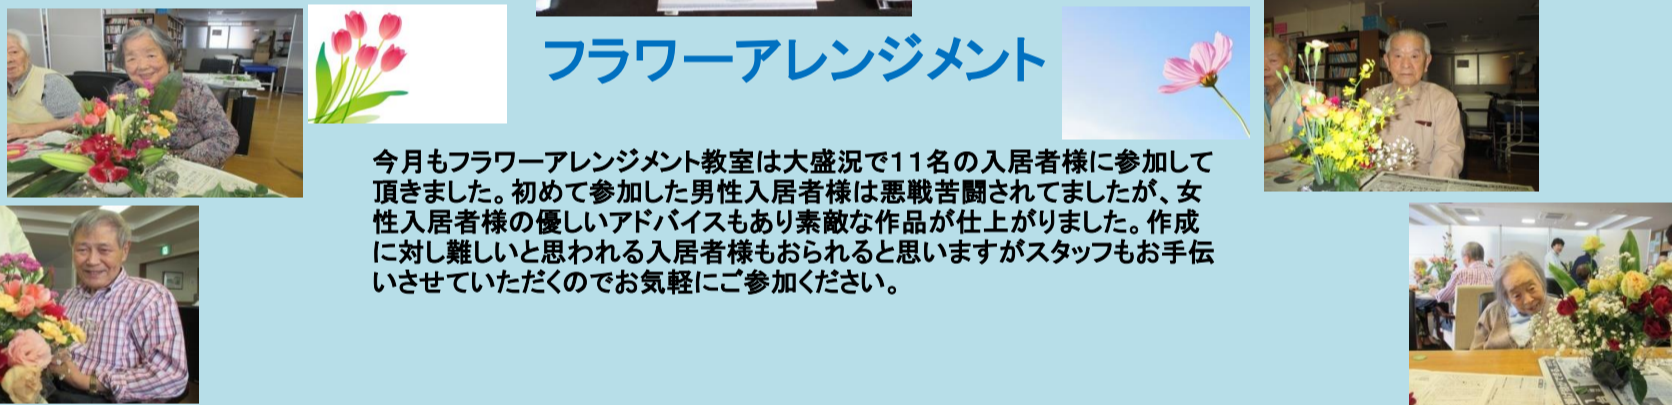 フラワーアレンジメント
今月もフラワーアレンジメント教室は大盛況で１１名の入居者様に参加して
頂きました。初めて参加した男性入居者様は悪戦苦闘されてましたが、女
性入居者様の優しいアドバイスもあり素敵な作品が仕上がりました。作成
に対し難しいと思われる入居者様もおられると思いますがスタッフもお手伝
いさせていただくのでお気軽にご参加ください。